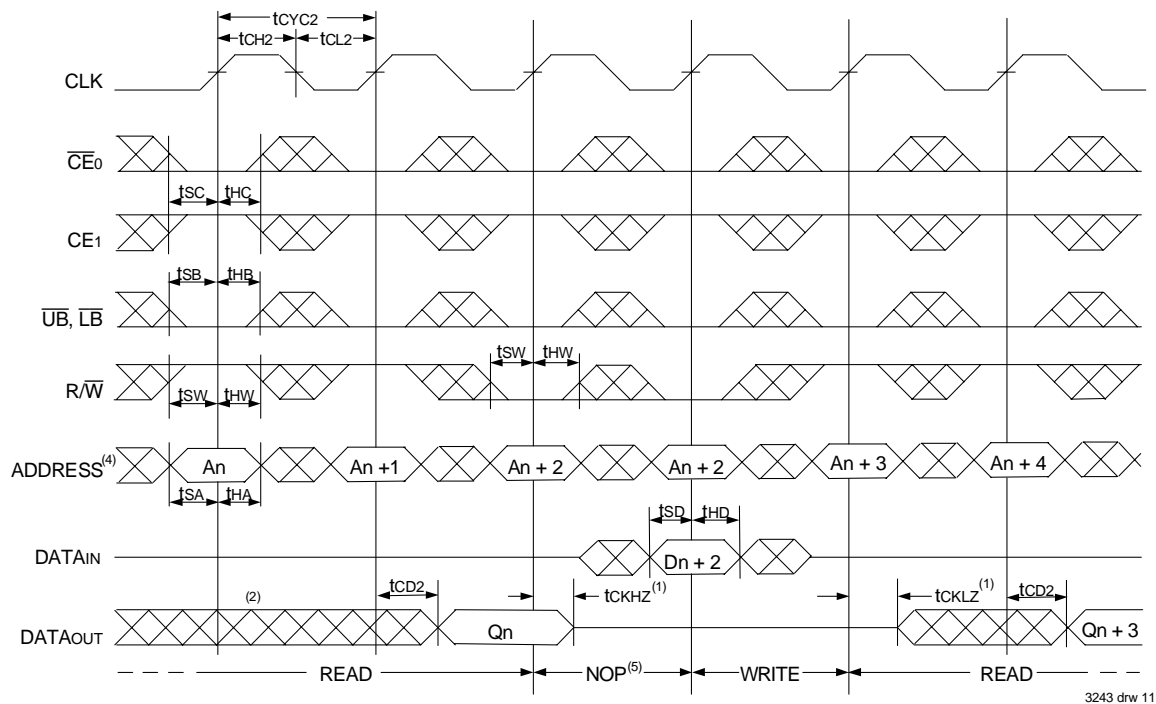 tCYC2
tCH2 tCL2
CLK
CE0
tSC tHC
CE1
tSB tHB
UB, LB
tSW tHW
R/W
tSW tHW
ADDRESS(4) An An +1 An + 2 An + 2 An + 3 An + 4
tSA tHA
tSD tHD
DATAIN Dn + 2
(2) tCD2 tCKHZ(1) tCKLZ(1) tCD2
DATAOUT Qn Qn + 3
READ NOP(5) WRITE READ
3243 drw 11